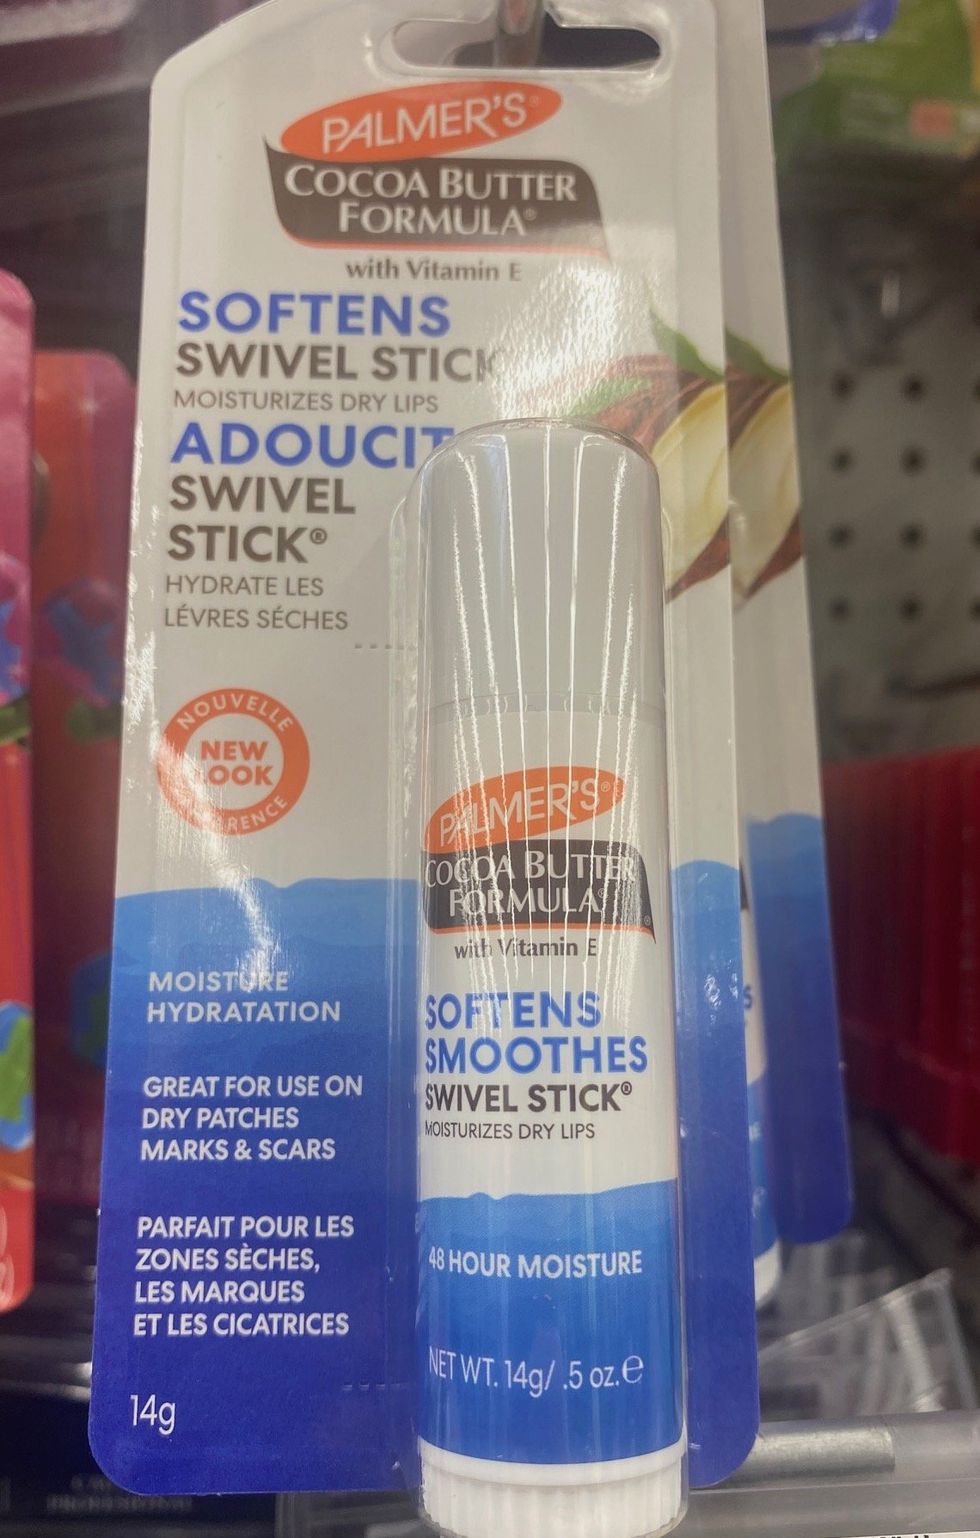 PALMER'S®
COCOA BUTTER
FORMULA®
with Vitamin E
SOFTENS
SWIVEL STICK
MOISTURIZES DRY LIPS
ADOUCIT
SWIVEL
STICK®
HYDRATE LES
LÉVRES SÉCHES
NOUVELLE
NEW
LOOK
MOISTURE
HYDRATATION
GREAT FOR USE ON
DRY PATCHES
MARKS & SCARS
PARFAIT POUR LES
ZONES SÈCHES,
LES MARQUES
ET LES CICATRICES
14g
PALMER'S®
COCOA BUTTER
FORMULA®
with Vitamin E
SOFTENS
SMOOTHES
SWIVEL STICK®
MOISTURIZES DRY LIPS
48 HOUR MOISTURE
NET WT. 14g/ .5 oz.e